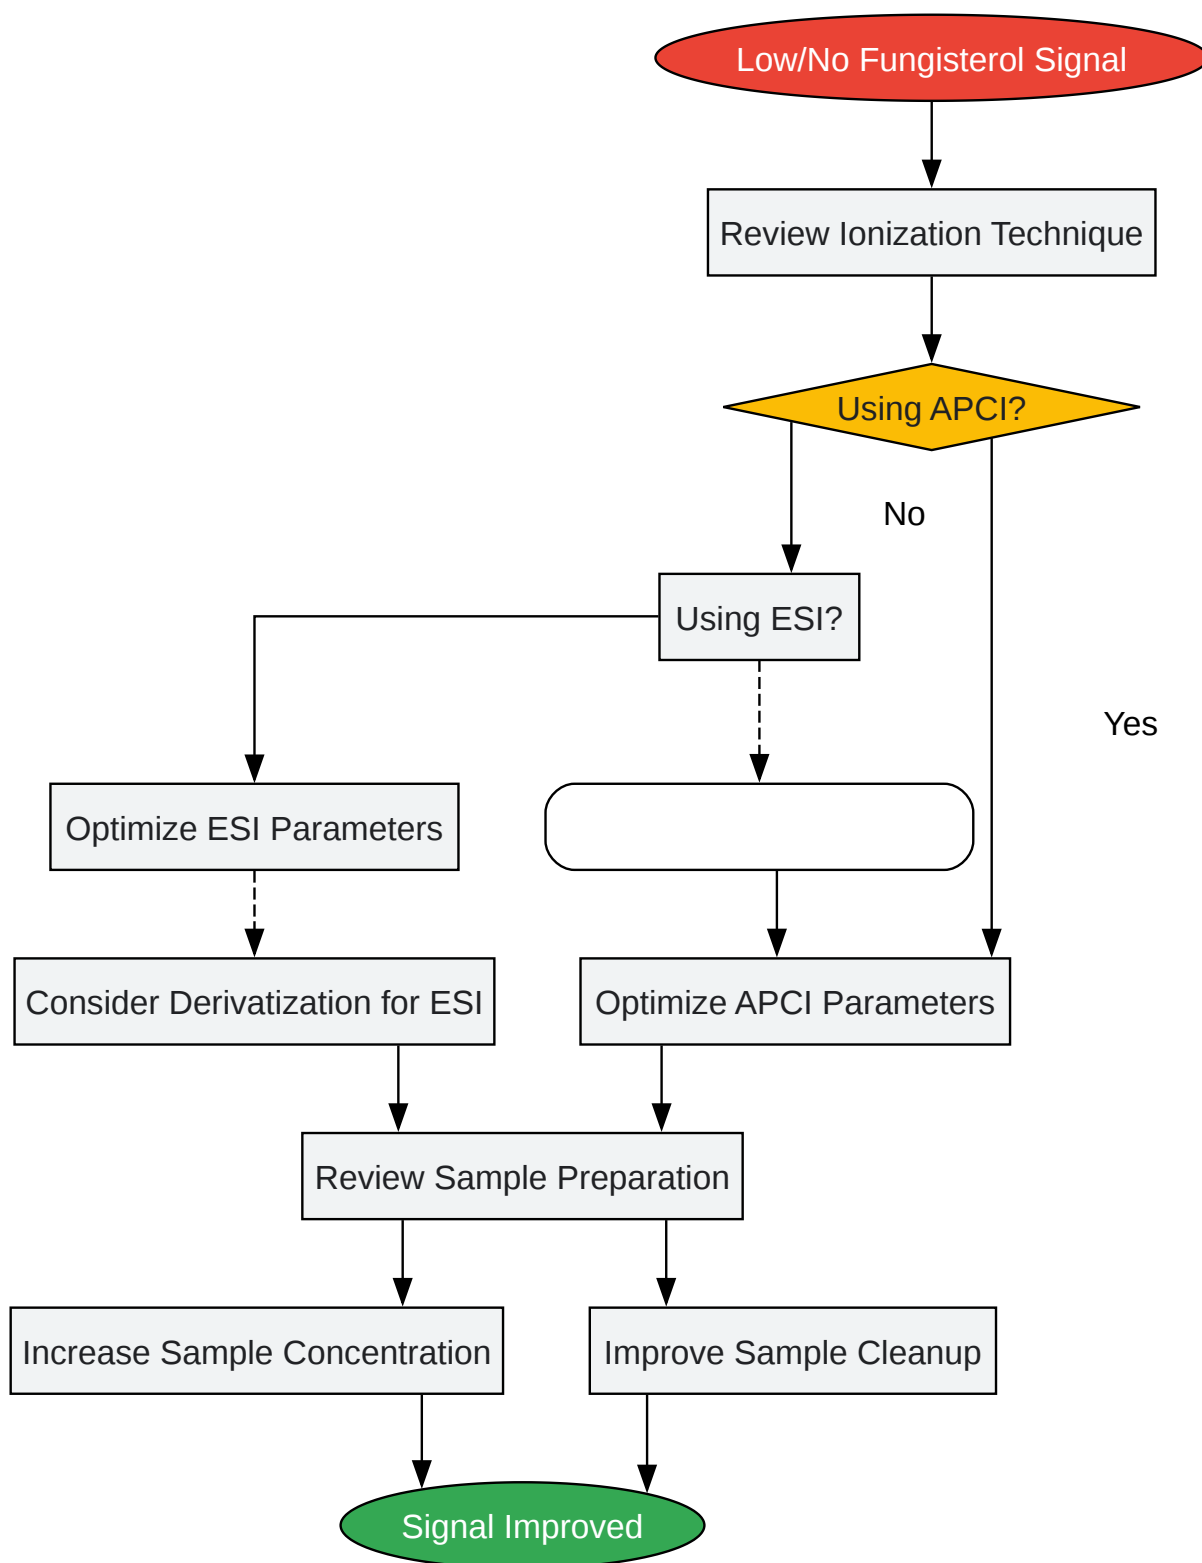 Low/No Fungisterol Signal
Review Ionization Technique
Using APCI?
No
Using ESI?
Yes
Optimize ESI Parameters
Consider Derivatization for ESI
Optimize APCI Parameters
Review Sample Preparation
Increase Sample Concentration
Improve Sample Cleanup
Signal Improved